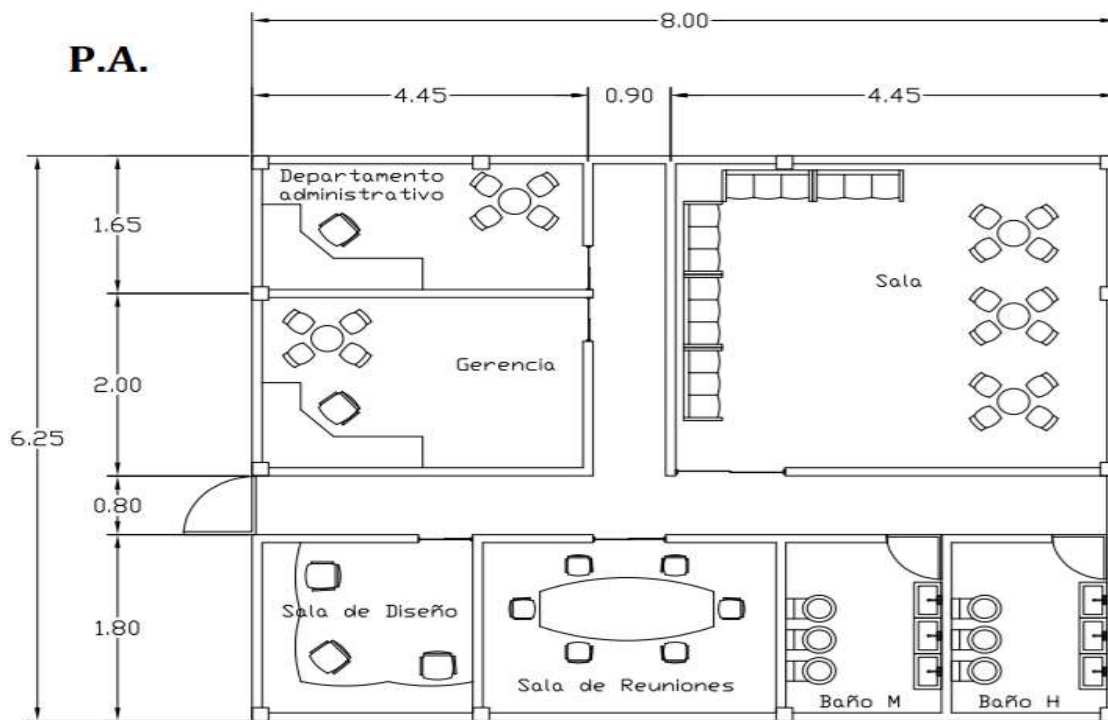 8.00
P.A.
4.45
0.90
4.45
Departamento
administrativo
1.65
Sala
Gerencia
2.00
6.25
0.80
1.80
Sala de Diseño
Sala de Reuniones
Baño M
Baño H